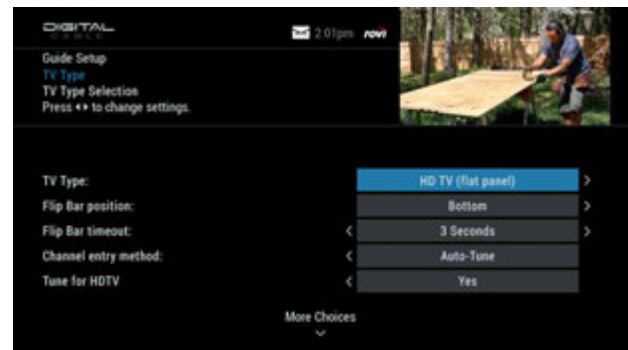 DIGITAL
CABLE
2:01pm rovi
Guide Setup
TV Type
TV Type Selection
Press ◂▸ to change settings.
TV Type: HD TV (flat panel) >
Flip Bar position: Bottom >
Flip Bar timeout: < 3 Seconds >
Channel entry method: < Auto-Tune
Tune for HDTV < Yes
More Choices